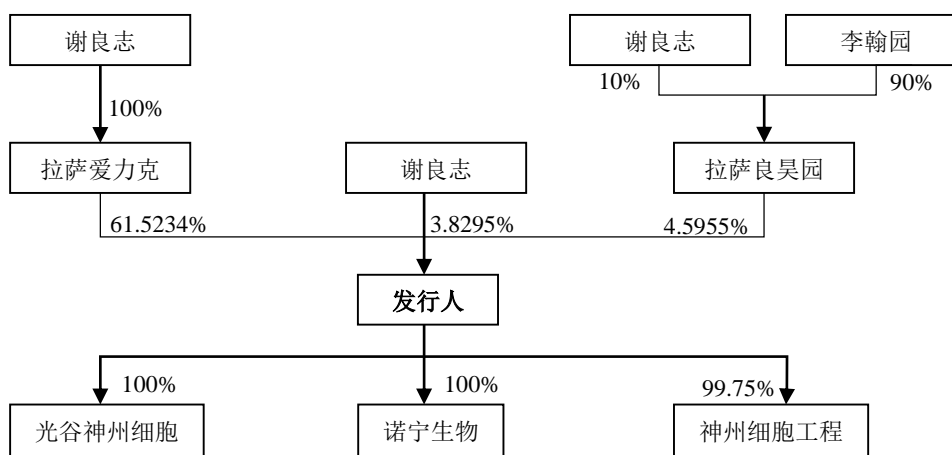 谢良志
谢良志
李翰园
10%
90%
100%
拉萨爱力克
谢良志
拉萨良昊园
61.5234%
3.8295%
4.5955%
发行人
100%
100%
99.75%
光谷神州细胞
诺宁生物
神州细胞工程